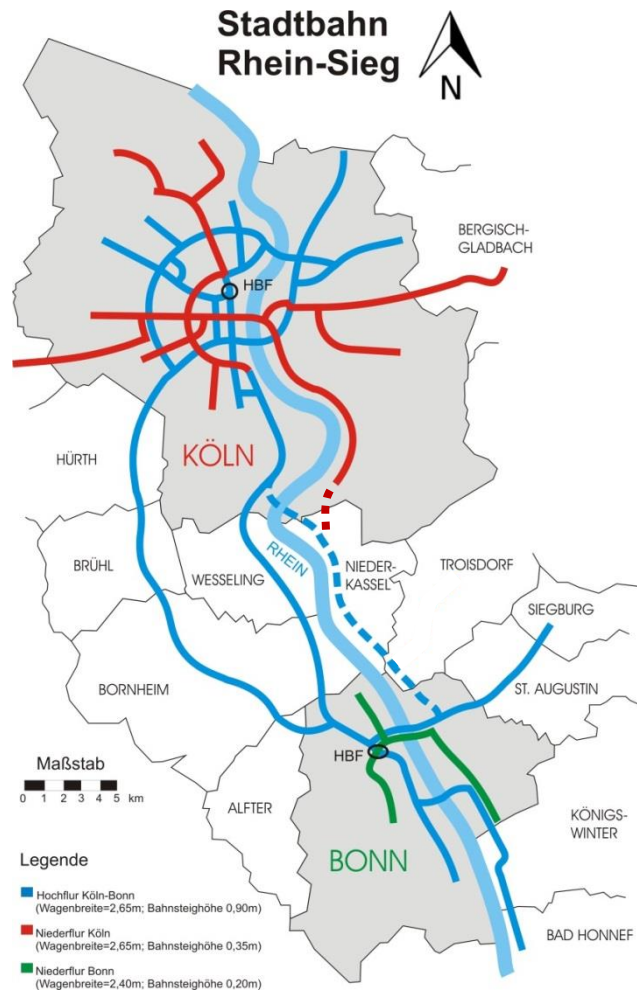 Stadtbahn
Rhein-Sieg
N
BERGISCH-
GLADBACH
HBF
KÖLN
HÜRTH
BRÜHL
WESSELING
RHEIN
NIEDER-
KASSEL
TROISDORF
SIEGBURG
ST. AUGUSTIN
BORNHEIM
HBF
Maßstab
0 1 2 3 4 5 km
ALFTER
KÖNIGS-
WINTER
BONN
BAD HONNEF
Legende
Hochflur Köln-Bonn
(Wagenbreite=2,65m; Bahnsteighöhe 0,90m)
Niederflur Köln
(Wagenbreite=2,65m; Bahnsteighöhe 0,35m)
Niederflur Bonn
(Wagenbreite=2,40m; Bahnsteighöhe 0,20m)